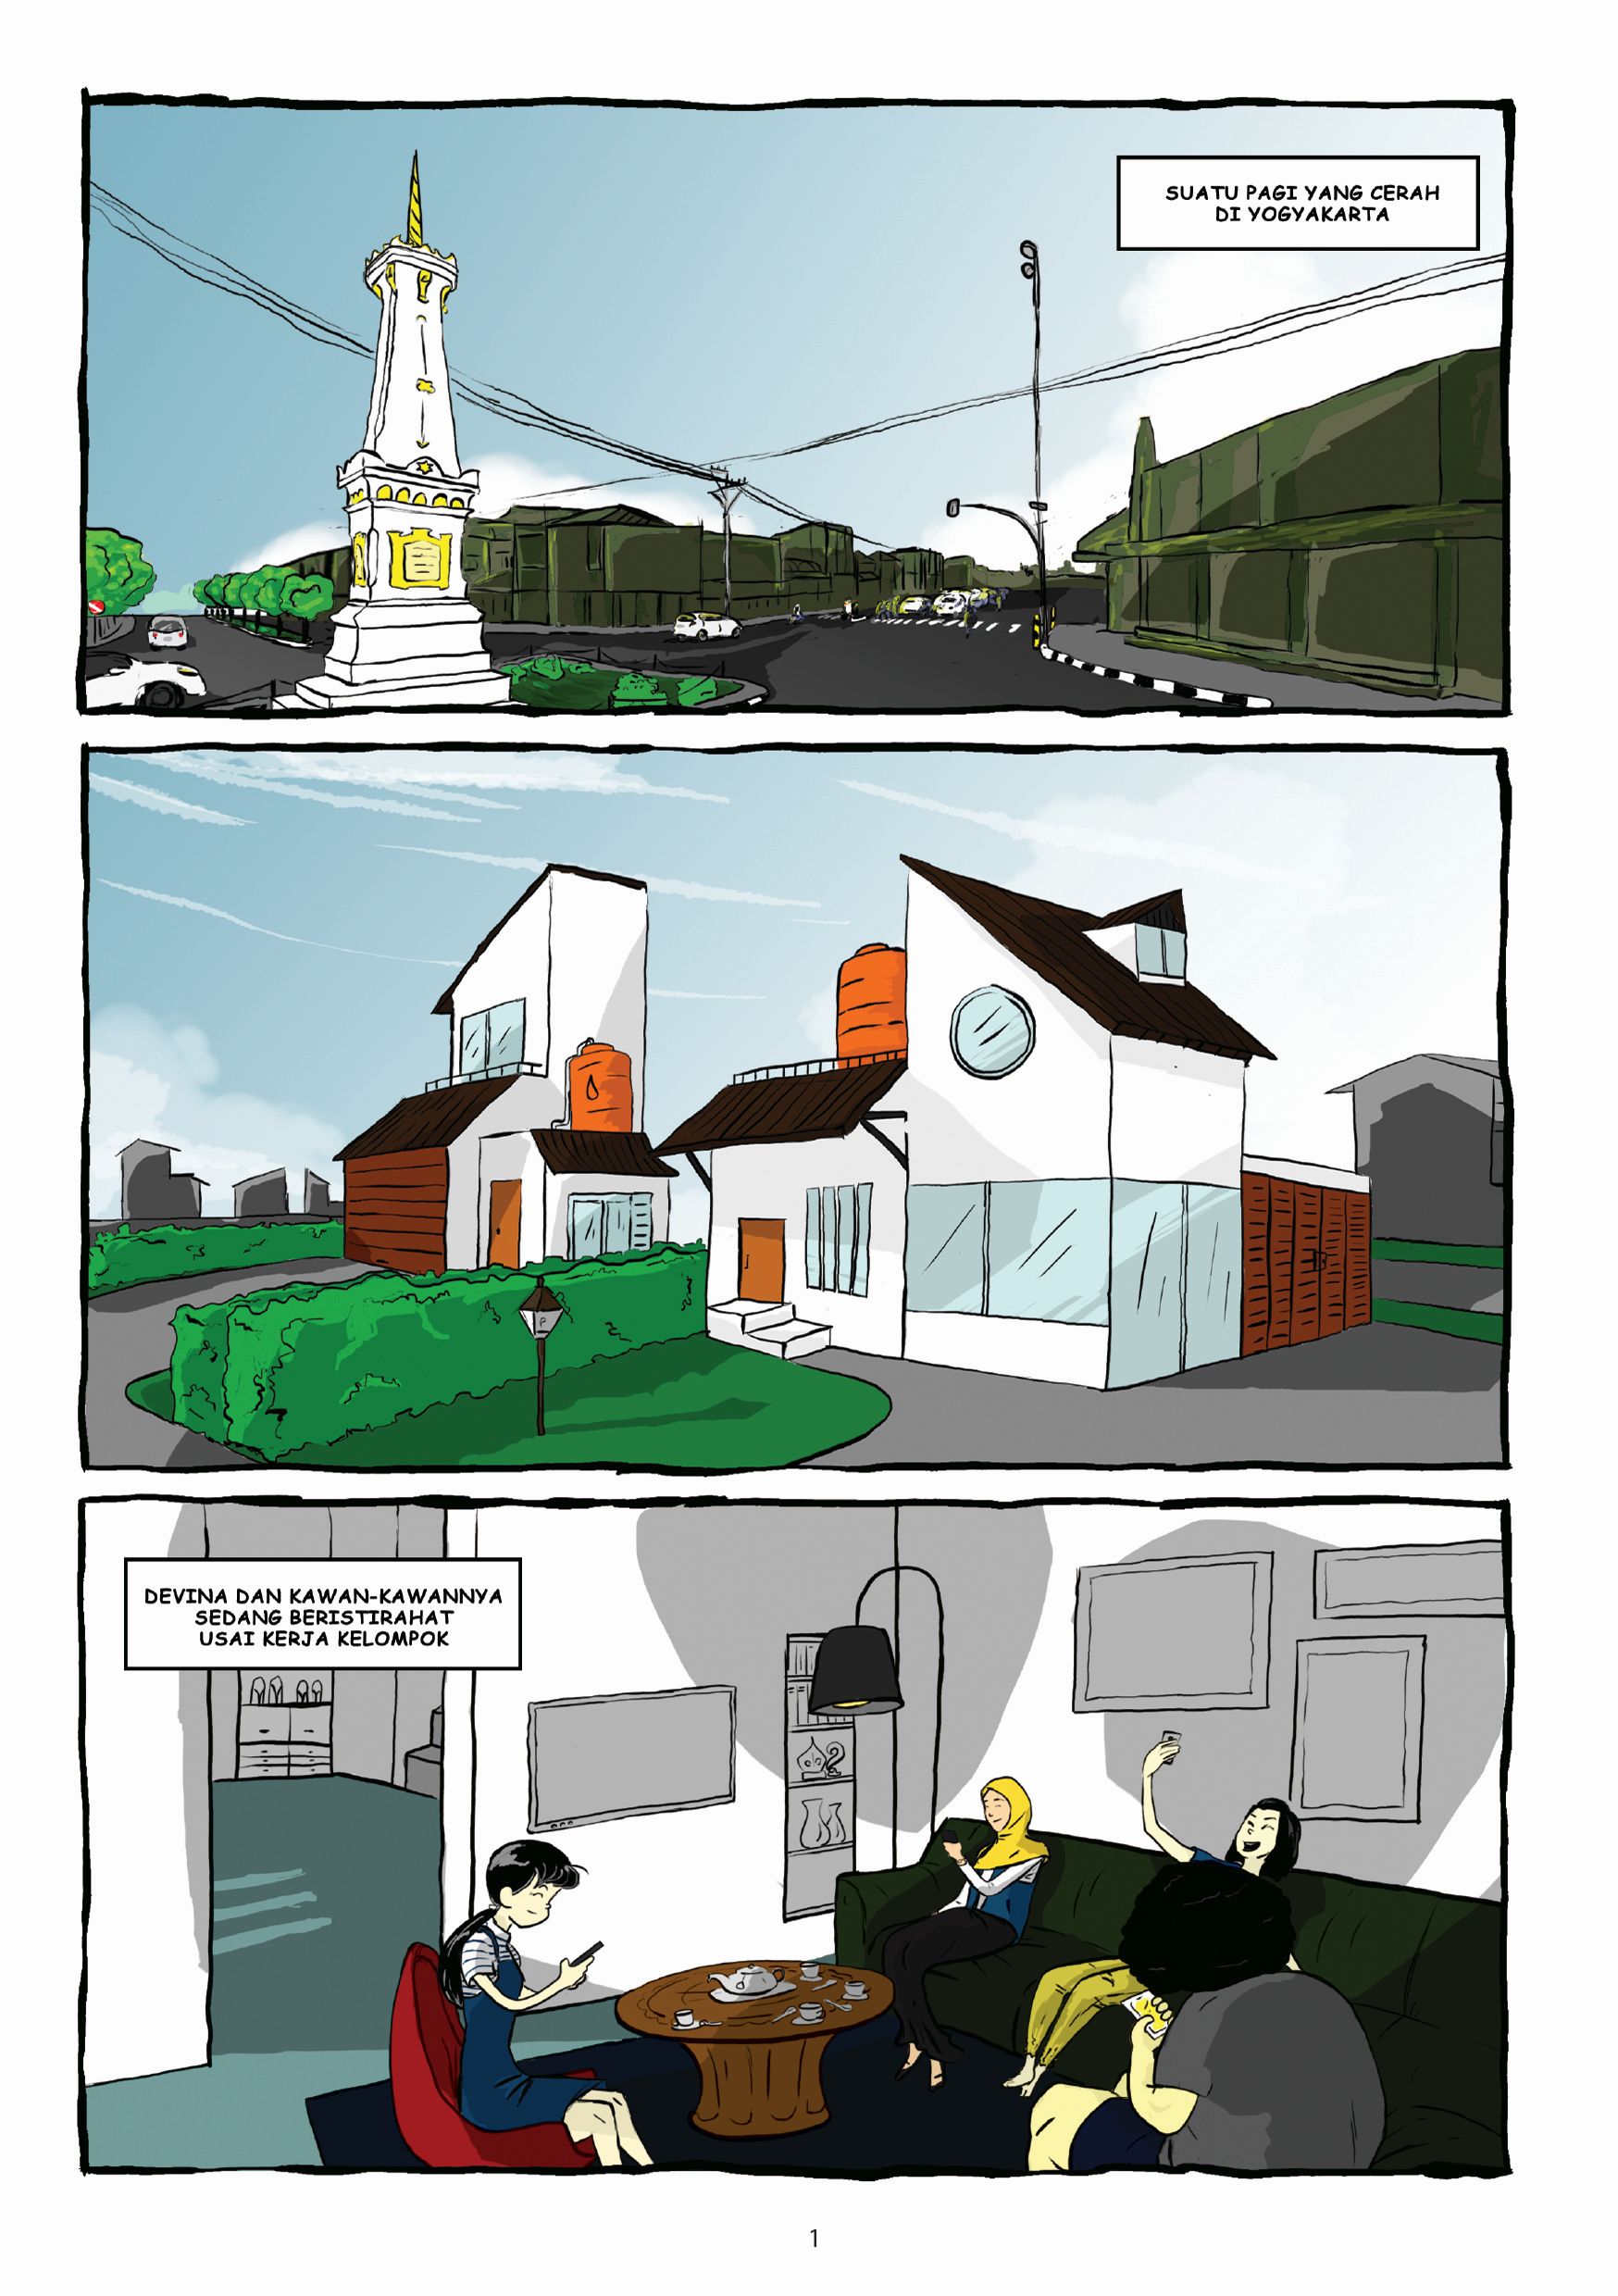 SUATU PAGI YANG CERAH
DI YOGYAKARTA
DEVINA DAN KAWAN-KAWANNYA
SEDANG BERISTIRAHAT
USAI KERJA KELOMPOK
1